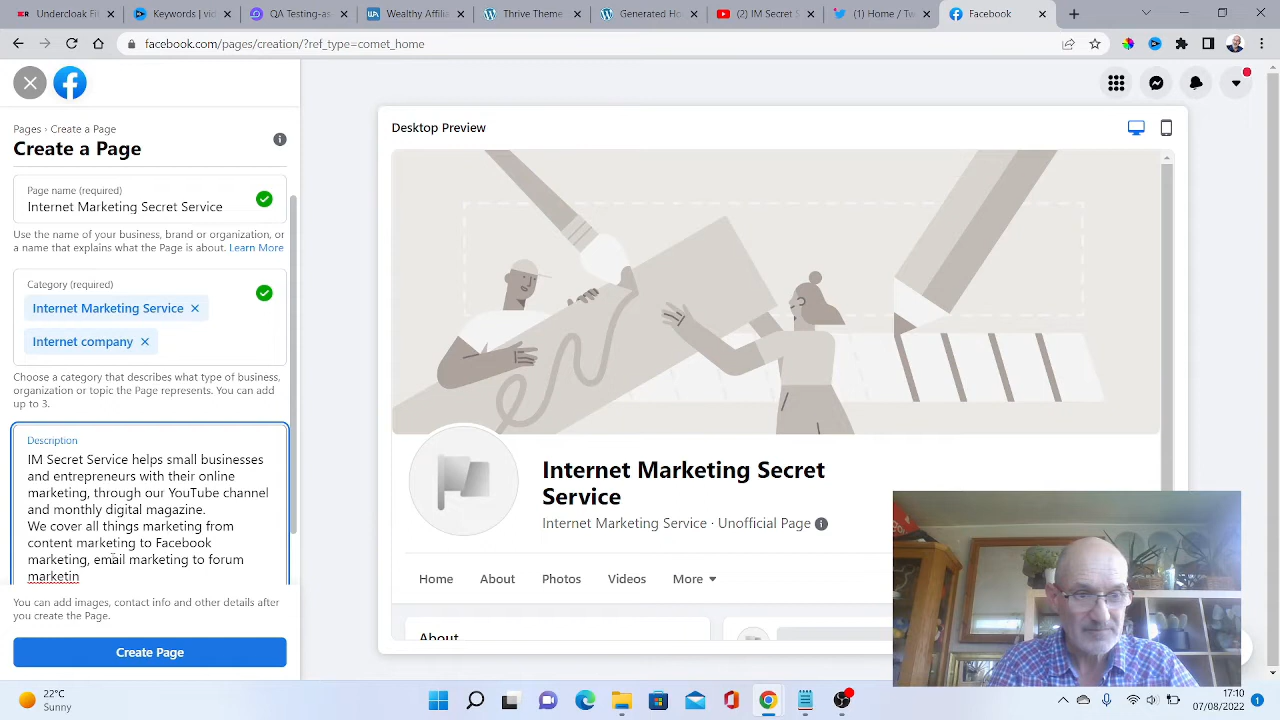 Undercho
Keywords | vid
QA Testing-as
Wealthy Affilie
Thrive Theme
Generated Ho
(2) IM Secret S
(1) Home / Tw
Facebook
facebook.com/pages/creation/?ref_type=comet_home
Pages › Create a Page
Create a Page
Page name (required)
Internet Marketing Secret Service
Use the name of your business, brand or organization, or
a name that explains what the Page is about. Learn More
Category (required)
Internet Marketing Service
Internet company
Choose a category that describes what type of business,
organization or topic the Page represents. You can add
up to 3.
Description
IM Secret Service helps small businesses
and entrepreneurs with their online
marketing, through our YouTube channel
and monthly digital magazine.
We cover all things marketing from
content marketing to Facebook
marketing, email marketing to forum
marketin
You can add images, contact info and other details after
you create the Page.
Create Page
Desktop Preview
Internet Marketing Secret
Service
Internet Marketing Service · Unofficial Page
Home
About
Photos
Videos
More
About
22°C
Sunny
17:10
07/08/2022
1